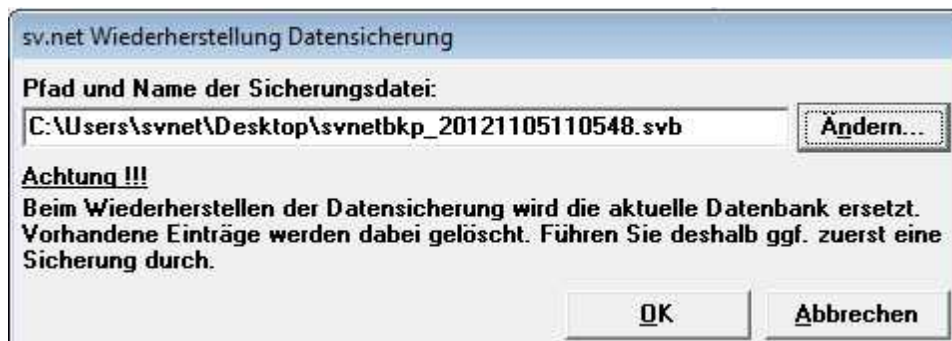 sv.net Wiederherstellung Datensicherung
Pfad und Name der Sicherungsdatei:
C:\Users\svnet\Desktop\svnetbkp_20121105110548.svb
Ändern...
Achtung !!!
Beim Wiederherstellen der Datensicherung wird die aktuelle Datenbank ersetzt.
Vorhandene Einträge werden dabei gelöscht. Führen Sie deshalb ggf. zuerst eine
Sicherung durch.
OK
Abbrechen